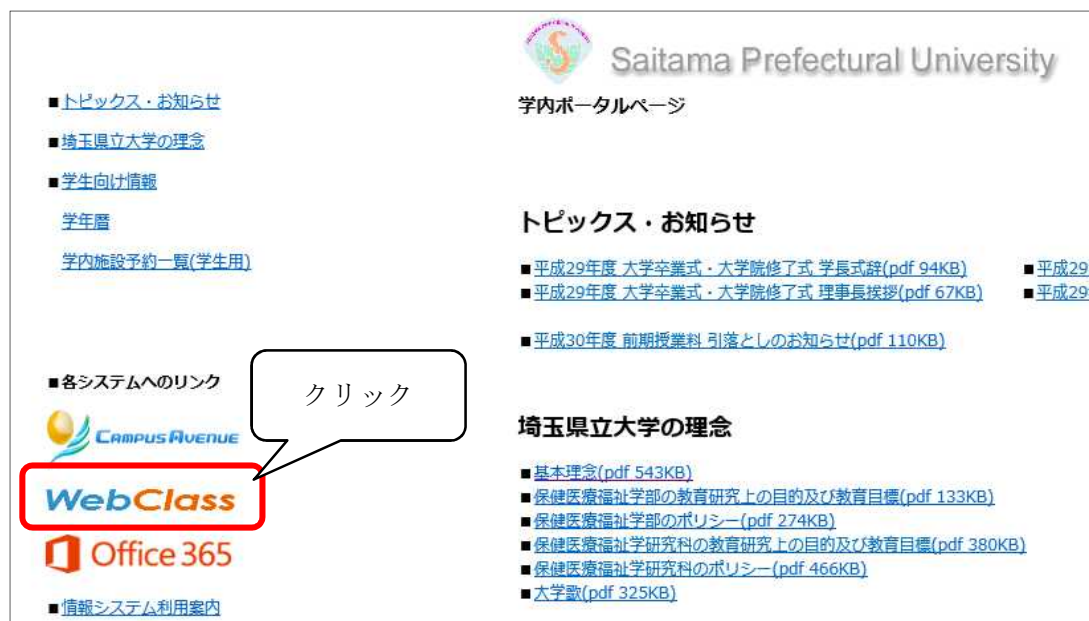 Saitama Prefectural University
学内ポータルページ
■トピックス・お知らせ
■埼玉県立大学の理念
■学生向け情報
学年暦
学内施設予約一覧(学生用)
■各システムへのリンク
クリック
CAMPUS AVENUE
WebClass
Office 365
■情報システム利用案内
トピックス・お知らせ
■平成29年度 大学卒業式・大学院修了式 学長式辞(pdf 94KB) ■平成29
■平成29年度 大学卒業式・大学院修了式 理事長挨拶(pdf 67KB) ■平成29
■平成30年度 前期授業料 引落としのお知らせ(pdf 110KB)
埼玉県立大学の理念
■基本理念(pdf 543KB)
■保健医療福祉学部の教育研究上の目的及び教育目標(pdf 133KB)
■保健医療福祉学部のポリシー(pdf 274KB)
■保健医療福祉学研究科の教育研究上の目的及び教育目標(pdf 380KB)
■保健医療福祉学研究科のポリシー(pdf 466KB)
■大学歌(pdf 325KB)